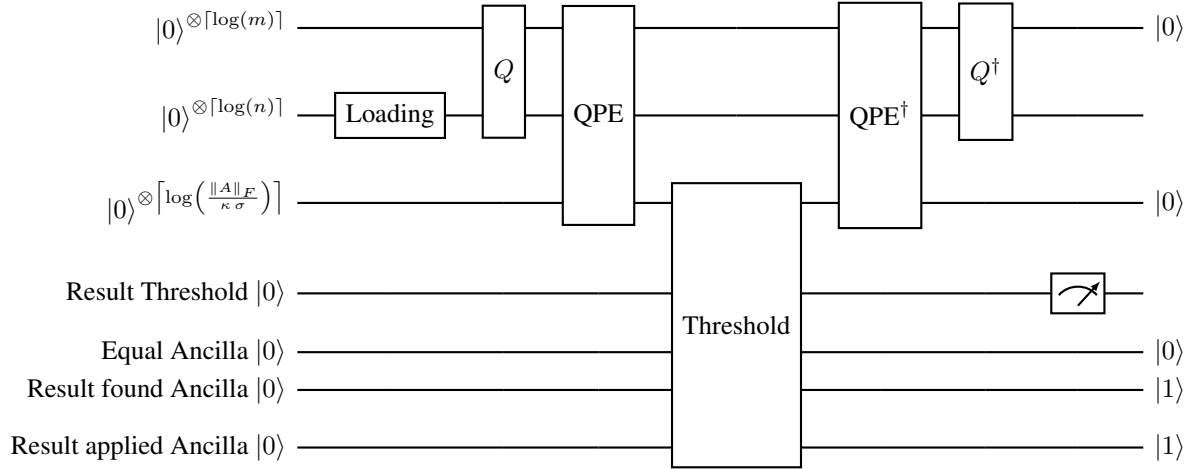 |0⟩^{⊗⌈log(m)⌉} Q QPE QPE† Q† |0⟩
|0⟩^{⊗⌈log(n)⌉} Loading
|0⟩^{⊗⌈log(‖A‖_F / κ σ)⌉} |0⟩
Result Threshold |0⟩
Threshold
Equal Ancilla |0⟩ |0⟩
Result found Ancilla |0⟩ |1⟩
Result applied Ancilla |0⟩ |1⟩